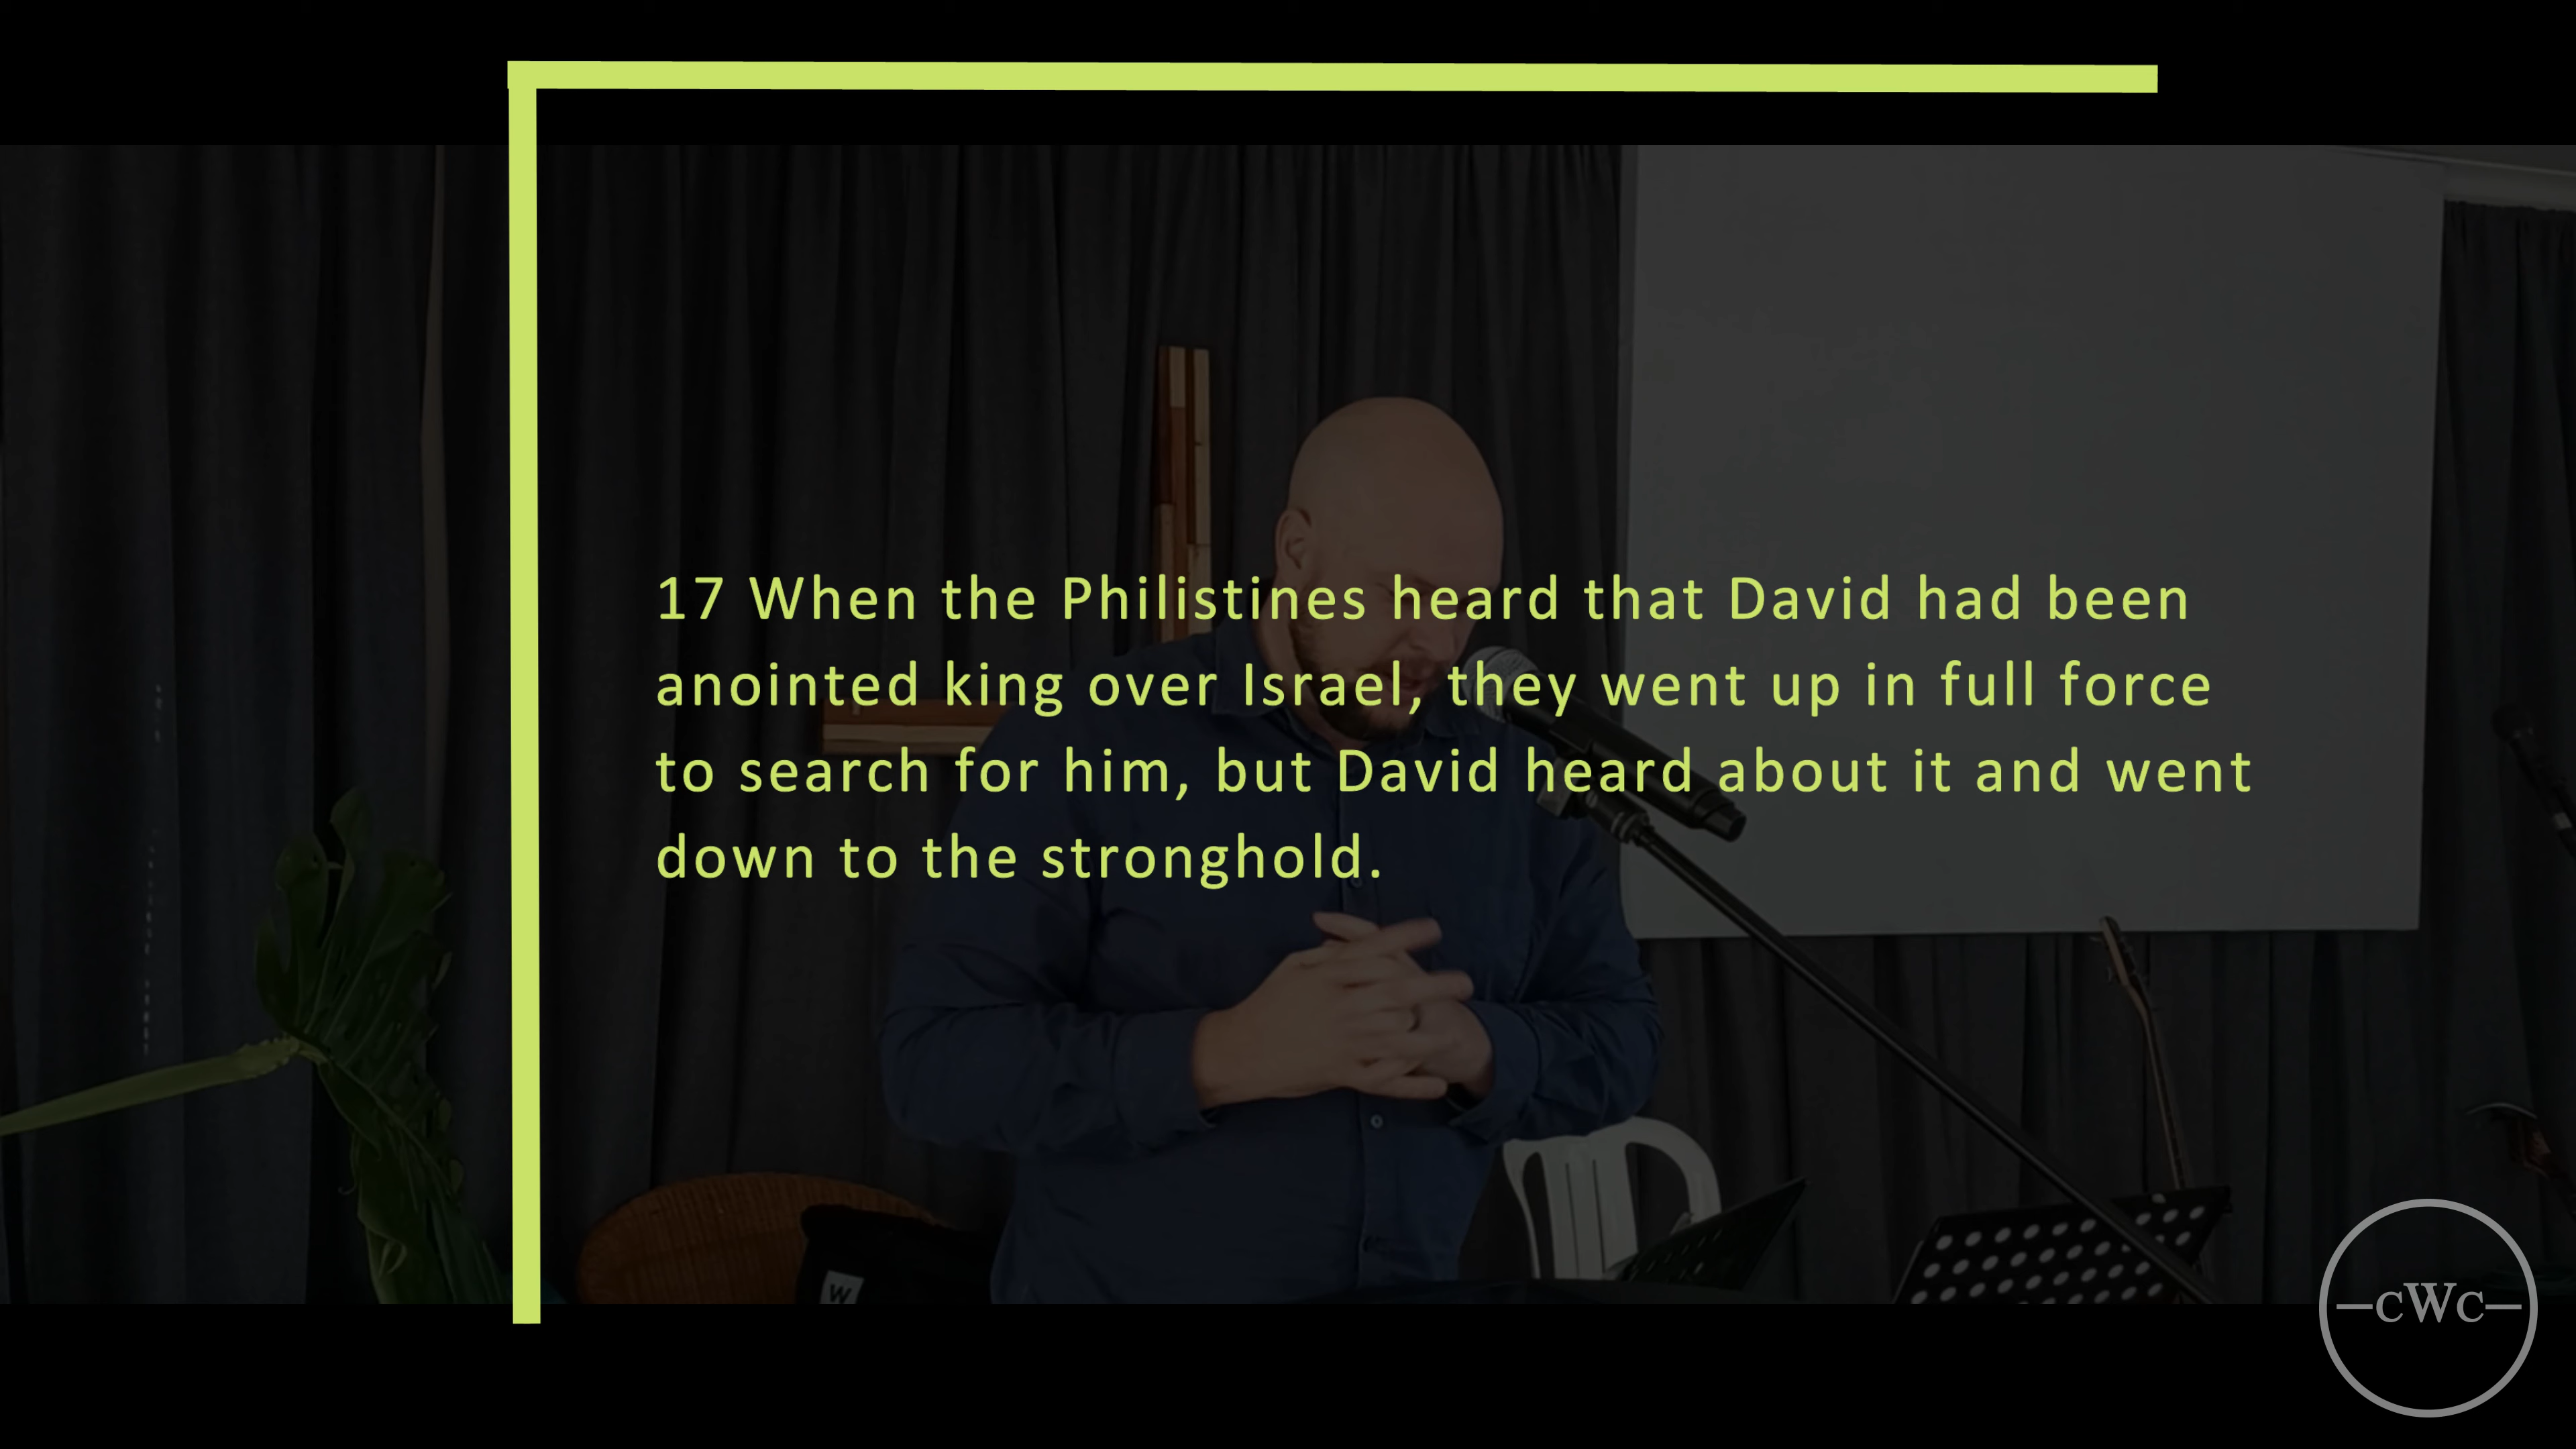 17 When the Philistines heard that David had been
anointed king over Israel, they went up in full force
to search for him, but David heard about it and went
down to the stronghold.
W
CWC